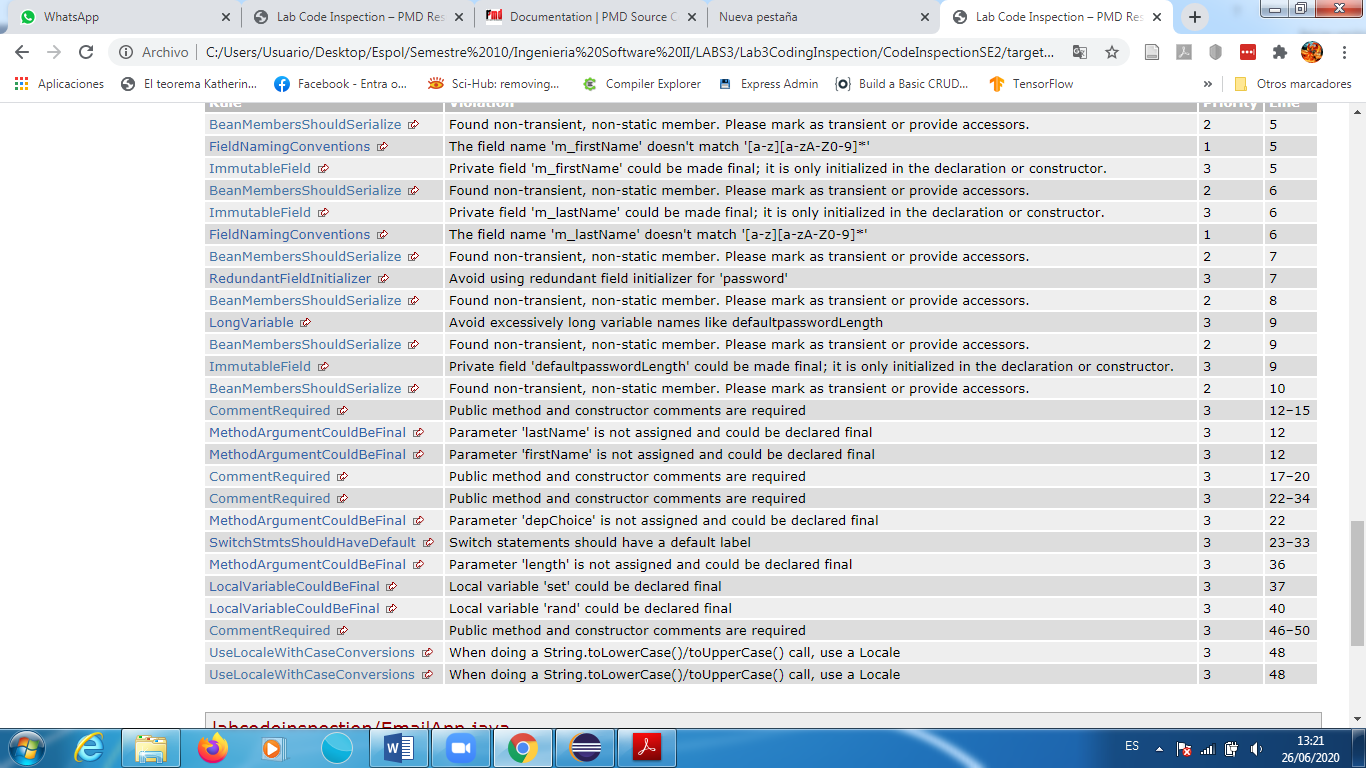 WhatsApp
Lab Code Inspection – PMD Res
Documentation | PMD Source C
Nueva pestaña
Lab Code Inspection – PMD Res
Archivo | C:/Users/Usuario/Desktop/Espol/Semestre%2010/Ingenieria%20Software%20II/LABS3/Lab3CodingInspection/CodeInspectionSE2/target...
Aplicaciones
El teorema Katherin...
Facebook - Entra o...
Sci-Hub: removing...
Compiler Explorer
Express Admin
Build a Basic CRUD...
TensorFlow
»
Otros marcadores
Rule Violation Priority Line
BeanMembersShouldSerialize Found non-transient, non-static member. Please mark as transient or provide accessors. 2 5
FieldNamingConventions The field name 'm_firstName' doesn't match '[a-z][a-zA-Z0-9]*' 1 5
ImmutableField Private field 'm_firstName' could be made final; it is only initialized in the declaration or constructor. 3 5
BeanMembersShouldSerialize Found non-transient, non-static member. Please mark as transient or provide accessors. 2 6
ImmutableField Private field 'm_lastName' could be made final; it is only initialized in the declaration or constructor. 3 6
FieldNamingConventions The field name 'm_lastName' doesn't match '[a-z][a-zA-Z0-9]*' 1 6
BeanMembersShouldSerialize Found non-transient, non-static member. Please mark as transient or provide accessors. 2 7
RedundantFieldInitializer Avoid using redundant field initializer for 'password' 3 7
BeanMembersShouldSerialize Found non-transient, non-static member. Please mark as transient or provide accessors. 2 8
LongVariable Avoid excessively long variable names like defaultpasswordLength 3 9
BeanMembersShouldSerialize Found non-transient, non-static member. Please mark as transient or provide accessors. 2 9
ImmutableField Private field 'defaultpasswordLength' could be made final; it is only initialized in the declaration or constructor. 3 9
BeanMembersShouldSerialize Found non-transient, non-static member. Please mark as transient or provide accessors. 2 10
CommentRequired Public method and constructor comments are required 3 12–15
MethodArgumentCouldBeFinal Parameter 'lastName' is not assigned and could be declared final 3 12
MethodArgumentCouldBeFinal Parameter 'firstName' is not assigned and could be declared final 3 12
CommentRequired Public method and constructor comments are required 3 17–20
CommentRequired Public method and constructor comments are required 3 22–34
MethodArgumentCouldBeFinal Parameter 'depChoice' is not assigned and could be declared final 3 22
SwitchStmtsShouldHaveDefault Switch statements should have a default label 3 23–33
MethodArgumentCouldBeFinal Parameter 'length' is not assigned and could be declared final 3 36
LocalVariableCouldBeFinal Local variable 'set' could be declared final 3 37
LocalVariableCouldBeFinal Local variable 'rand' could be declared final 3 40
CommentRequired Public method and constructor comments are required 3 46–50
UseLocaleWithCaseConversions When doing a String.toLowerCase()/toUpperCase() call, use a Locale 3 48
UseLocaleWithCaseConversions When doing a String.toLowerCase()/toUpperCase() call, use a Locale 3 48
labcodeinspection/EmailApp.java
ES
13:21
26/06/2020